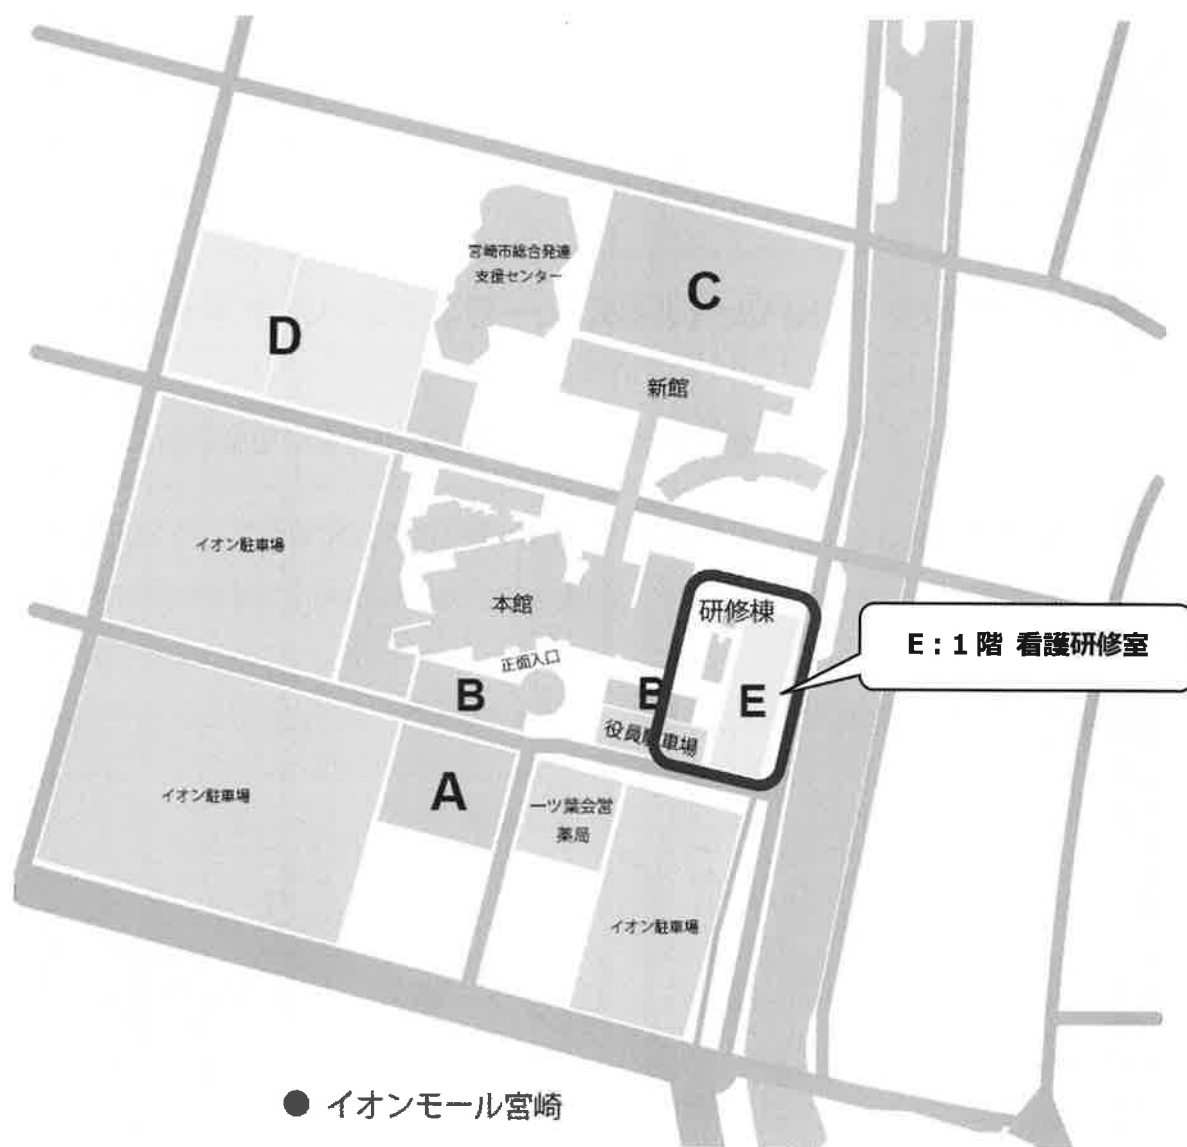 宮崎市総合発達
支援センター
C
D
新館
イオン駐車場
本館
研修棟
E:1階 看護研修室
正面入口
B
B
E
役員駐車場
イオン駐車場
A
一ツ葉会営
薬局
イオン駐車場
● イオンモール宮崎